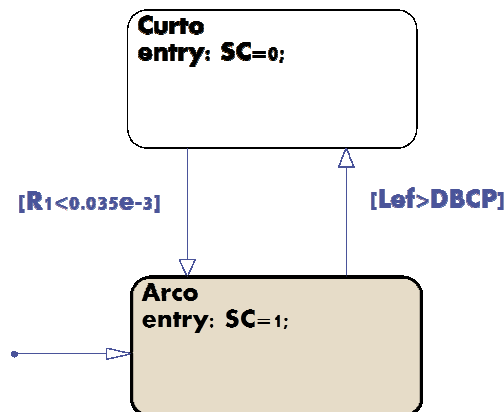 Curto
entry: SC=0;
[R1<0.035e-3]
[Lef>DBCP]
Arco
entry: SC=1;